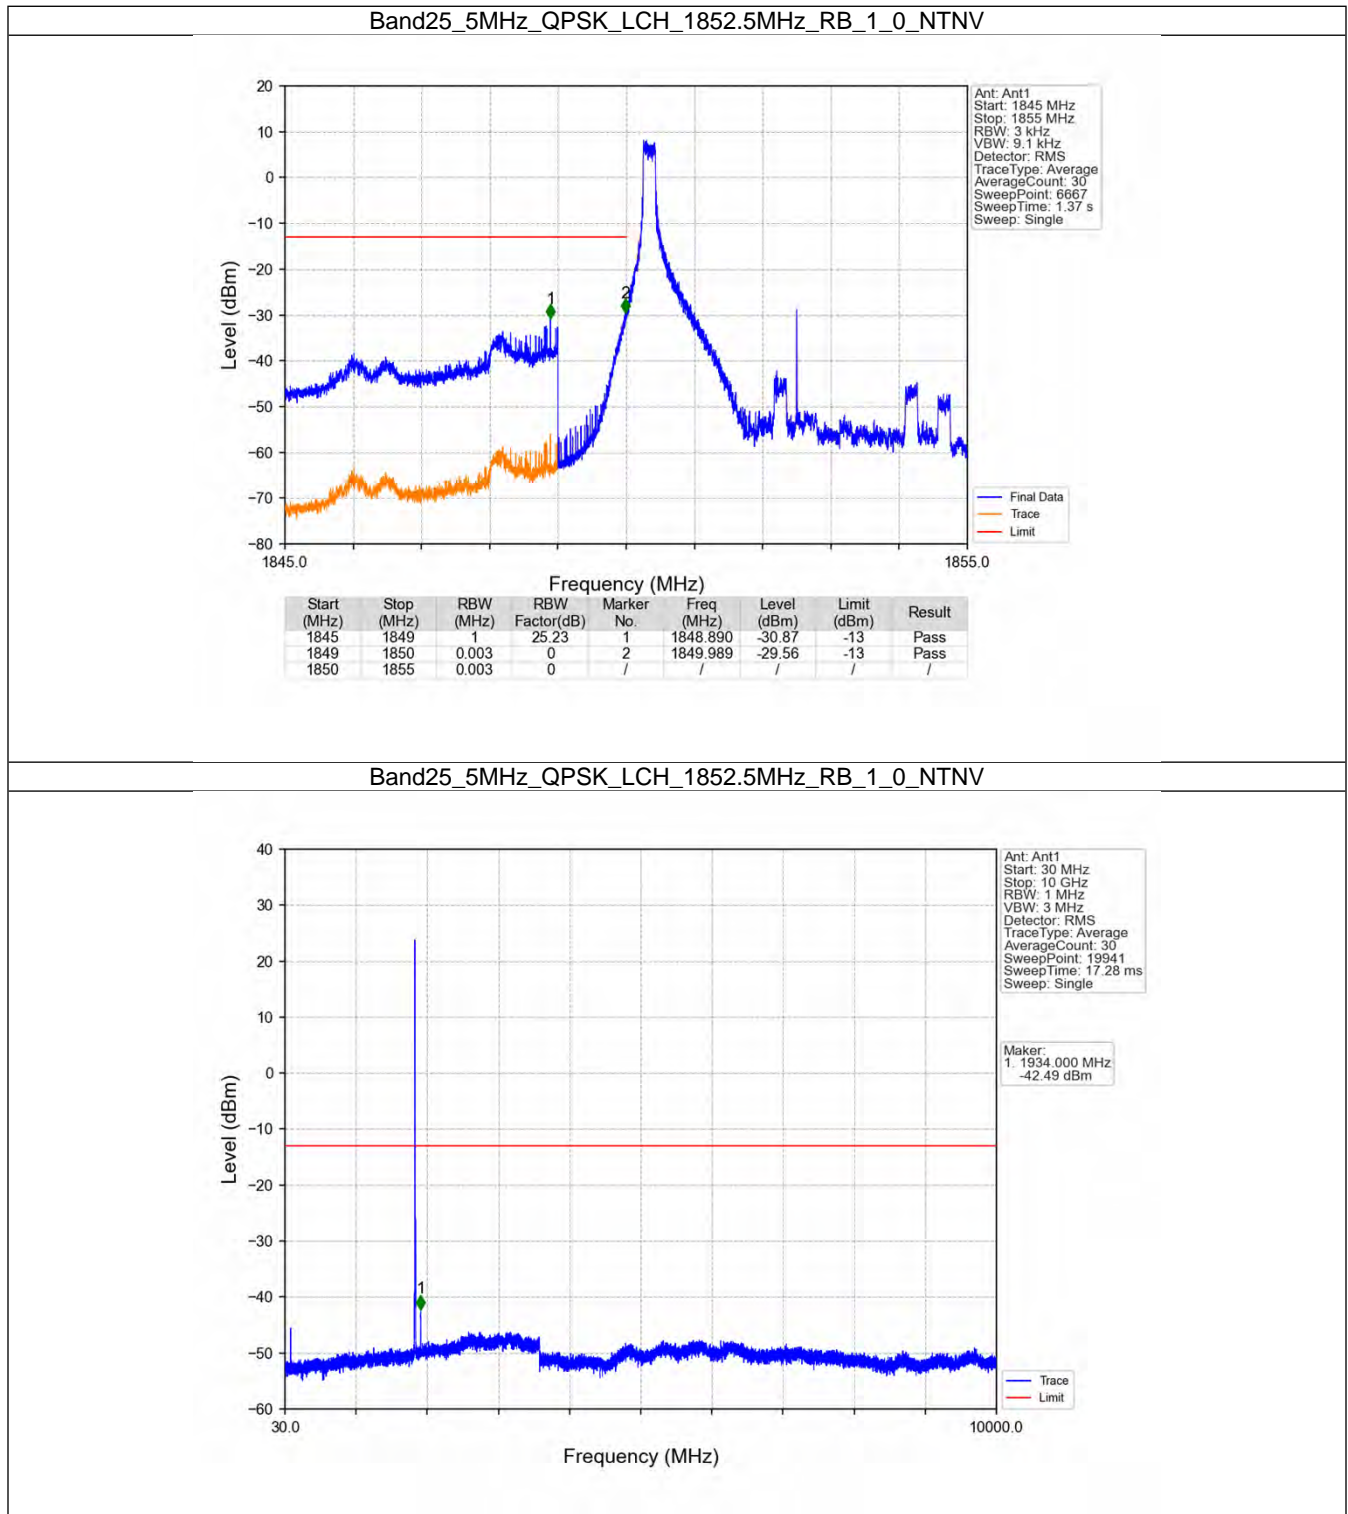 Band25_5MHz_QPSK_LCH_1852.5MHz_RB_1_0_NTNV
20
10
0
−10
−20
−30
−40
−50
−60
−70
−80
Level (dBm)
1
2
1845.0
1855.0
Frequency (MHz)
Ant: Ant1
Start: 1845 MHz
Stop: 1855 MHz
RBW: 3 kHz
VBW: 9.1 kHz
Detector: RMS
TraceType: Average
AverageCount: 30
SweepPoint: 6667
SweepTime: 1.37 s
Sweep: Single
Final Data
Trace
Limit
Start (MHz) Stop (MHz) RBW (MHz) RBW Factor(dB) Marker No. Freq (MHz) Level (dBm) Limit (dBm) Result
1845 1849 1 25.23 1 1848.890 -30.87 -13 Pass
1849 1850 0.003 0 2 1849.989 -29.56 -13 Pass
1850 1855 0.003 0 / / / / /
Band25_5MHz_QPSK_LCH_1852.5MHz_RB_1_0_NTNV
40
30
20
10
0
−10
−20
−30
−40
−50
−60
Level (dBm)
1
30.0
10000.0
Frequency (MHz)
Ant: Ant1
Start: 30 MHz
Stop: 10 GHz
RBW: 1 MHz
VBW: 3 MHz
Detector: RMS
TraceType: Average
AverageCount: 30
SweepPoint: 19941
SweepTime: 17.28 ms
Sweep: Single
Maker:
1. 1934.000 MHz
-42.49 dBm
Trace
Limit